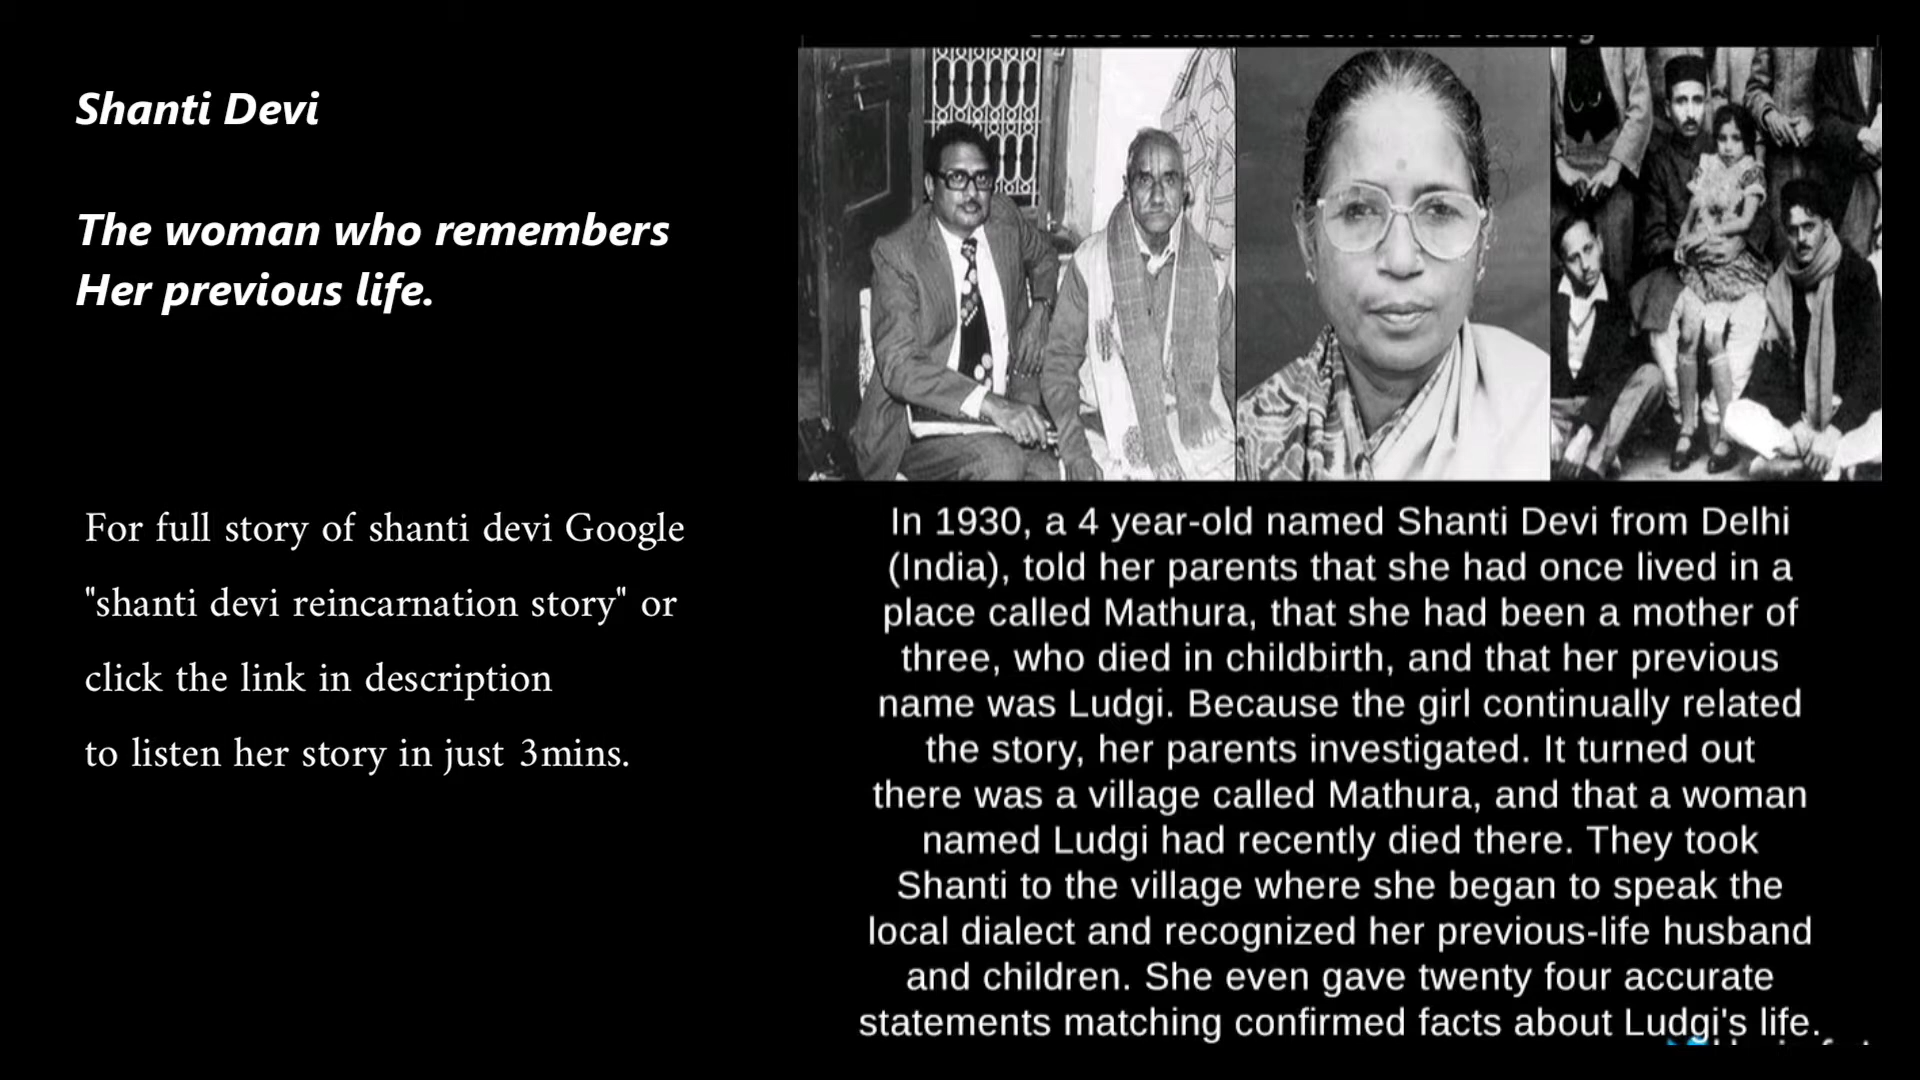 Shanti Devi
The woman who remembers
Her previous life.
For full story of shanti devi Google
"shanti devi reincarnation story" or
click the link in description
to listen her story in just 3mins.
In 1930, a 4 year-old named Shanti Devi from Delhi
(India), told her parents that she had once lived in a
place called Mathura, that she had been a mother of
three, who died in childbirth, and that her previous
name was Ludgi. Because the girl continually related
the story, her parents investigated. It turned out
there was a village called Mathura, and that a woman
named Ludgi had recently died there. They took
Shanti to the village where she began to speak the
local dialect and recognized her previous-life husband
and children. She even gave twenty four accurate
statements matching confirmed facts about Ludgi's life.